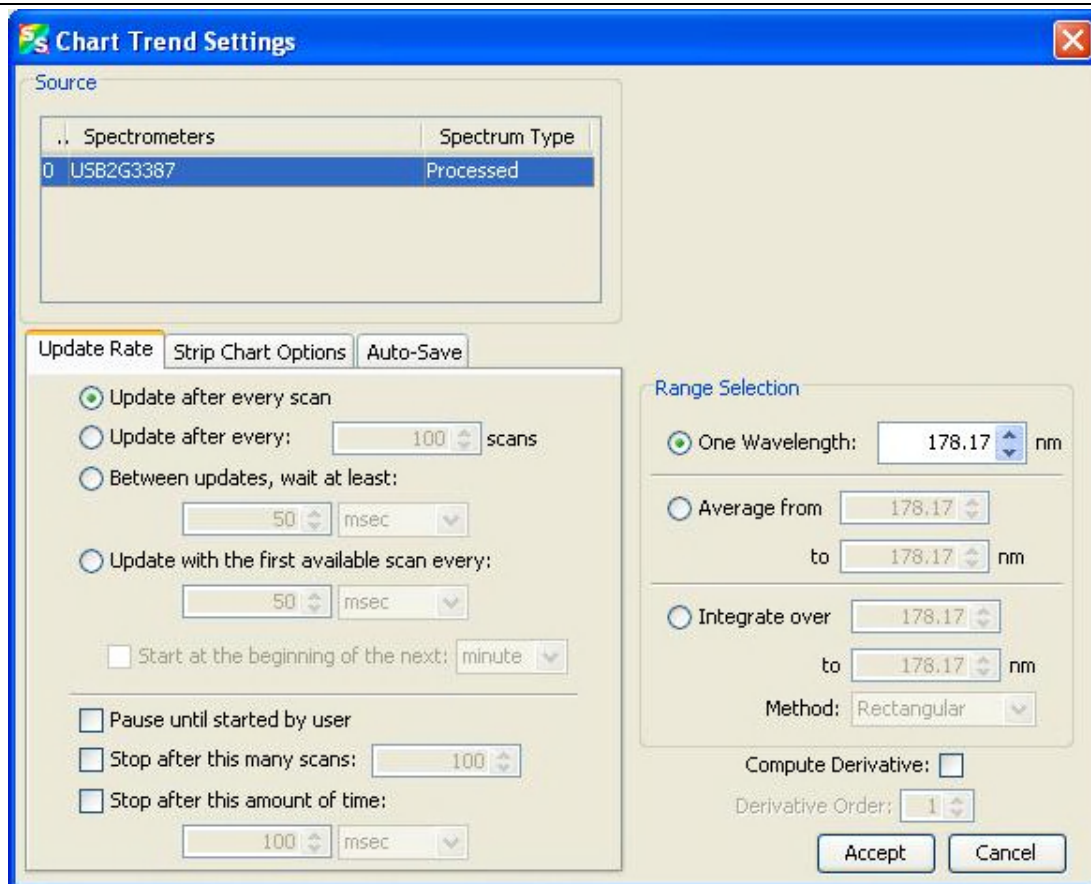 SS Chart Trend Settings
Source
.. Spectrometers Spectrum Type
0 USB2G3387 Processed
Update Rate Strip Chart Options Auto-Save
Update after every scan
Update after every: 100 scans
Between updates, wait at least:
50 msec
Update with the first available scan every:
50 msec
Start at the beginning of the next: minute
Pause until started by user
Stop after this many scans: 100
Stop after this amount of time:
100 msec
Range Selection
One Wavelength: 178.17 nm
Average from 178.17
to 178.17 nm
Integrate over 178.17
to 178.17 nm
Method: Rectangular
Compute Derivative:
Derivative Order: 1
Accept Cancel